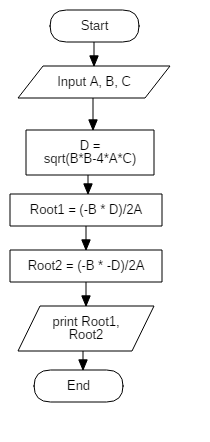 Start
Input A, B, C
D =
sqrt(B*B-4*A*C)
Root1 = (-B * D)/2A
Root2 = (-B * -D)/2A
print Root1,
Root2
End